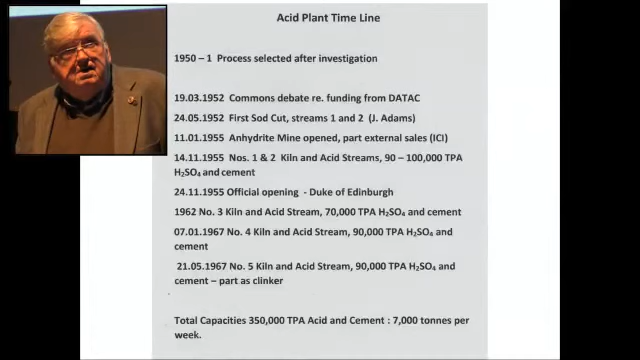 Acid Plant Time Line
1950 – 1 Process selected after investigation
19.03.1952 Commons debate re. funding from DATAC
24.05.1952 First Sod Cut, streams 1 and 2 (J. Adams)
11.01.1955 Anhydrite Mine opened, part external sales (ICI)
14.11.1955 Nos. 1 & 2 Kiln and Acid Streams, 90 – 100,000 TPA
H₂SO₄ and cement
24.11.1955 Official opening - Duke of Edinburgh
1962 No. 3 Kiln and Acid Stream, 70,000 TPA H₂SO₄ and cement
07.01.1967 No. 4 Kiln and Acid Stream, 90,000 TPA H₂SO₄ and
cement
21.05.1967 No. 5 Kiln and Acid Stream, 90,000 TPA H₂SO₄ and
cement – part as clinker
Total Capacities 350,000 TPA Acid and Cement : 7,000 tonnes per
week.